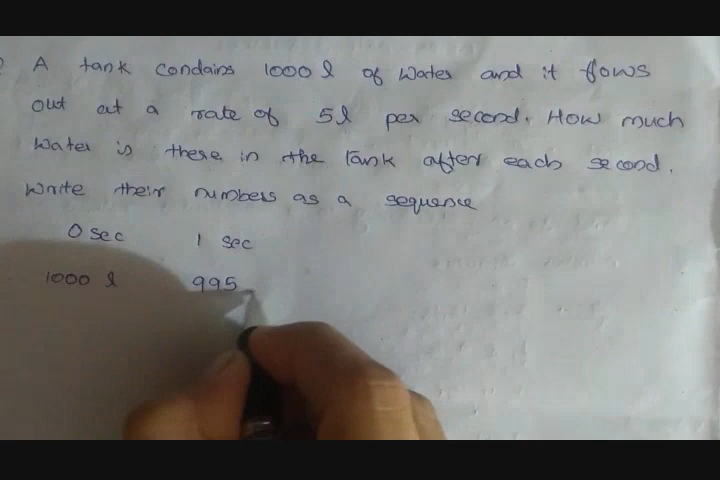 ? A tank condains 1000 l of water and it flows
out at a rate of 5l per second. How much
water is there in the tank after each second.
Write their numbers as a sequence
0 sec 1 sec
1000 l 995